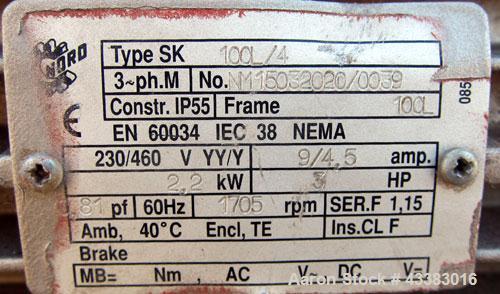 NORD
Type SK 100L/4
3~ph.M No. NM15032020/0039
Constr. IP55 Frame 100L
085
CE
EN 60034 IEC 38 NEMA
230/460 V YY/Y 9/4,5 amp.
2,2 kW 3 HP
81 pf 60Hz 1705 rpm SER.F 1,15
Amb, 40°C Encl, TE Ins.CL F
Brake
MB= Nm, AC V~ DC V=
Aaron Stock # 43383016